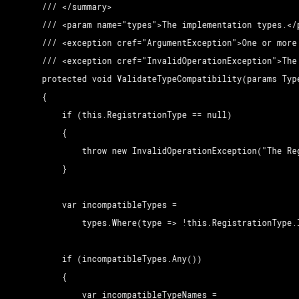 /// </summary>
/// <param name="types">The implementation types.</p
/// <exception cref="ArgumentException">One or more
/// <exception cref="InvalidOperationException">The
protected void ValidateTypeCompatibility(params Type
{
if (this.RegistrationType == null)
{
throw new InvalidOperationException("The Reg
}
var incompatibleTypes =
types.Where(type => !this.RegistrationType.I
if (incompatibleTypes.Any())
{
var incompatibleTypeNames =